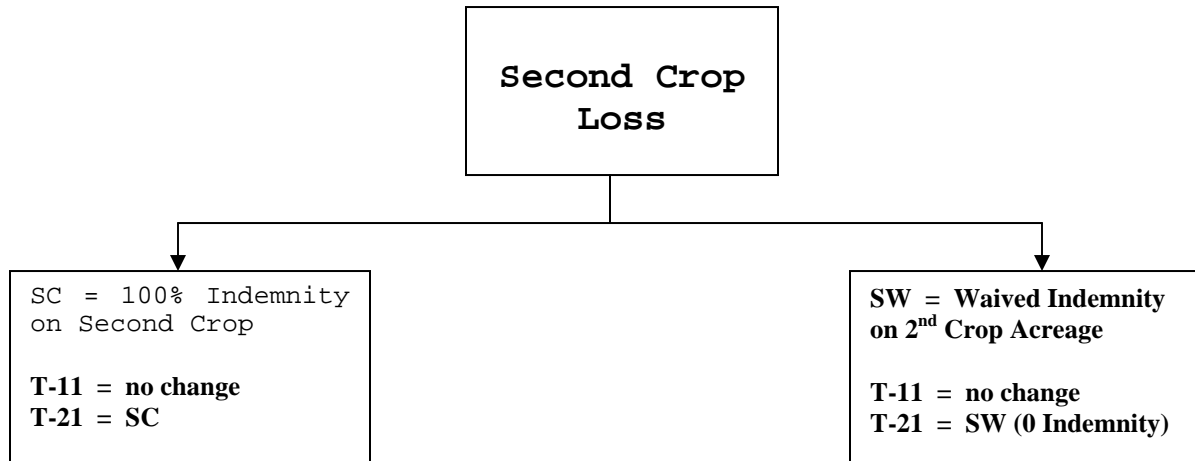 Second Crop
Loss
SC = 100% Indemnity
on Second Crop
T-11 = no change
T-21 = SC
SW = Waived Indemnity
on 2nd Crop Acreage
T-11 = no change
T-21 = SW (0 Indemnity)